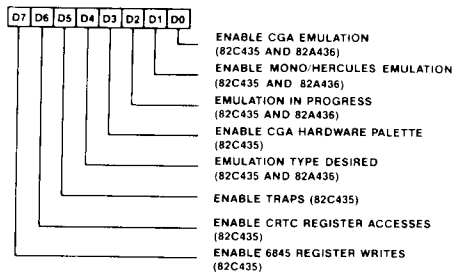 D7 D6 D5 D4 D3 D2 D1 D0
ENABLE CGA EMULATION
(82C435 AND 82A436)
ENABLE MONO/HERCULES EMULATION
(82C435 AND 82A436)
EMULATION IN PROGRESS
(82C435 AND 82A436)
ENABLE CGA HARDWARE PALETTE
(82C435)
EMULATION TYPE DESIRED
(82C435 AND 82A436)
ENABLE TRAPS (82C435)
ENABLE CRTC REGISTER ACCESSES
(82C435)
ENABLE 6845 REGISTER WRITES
(82C435)